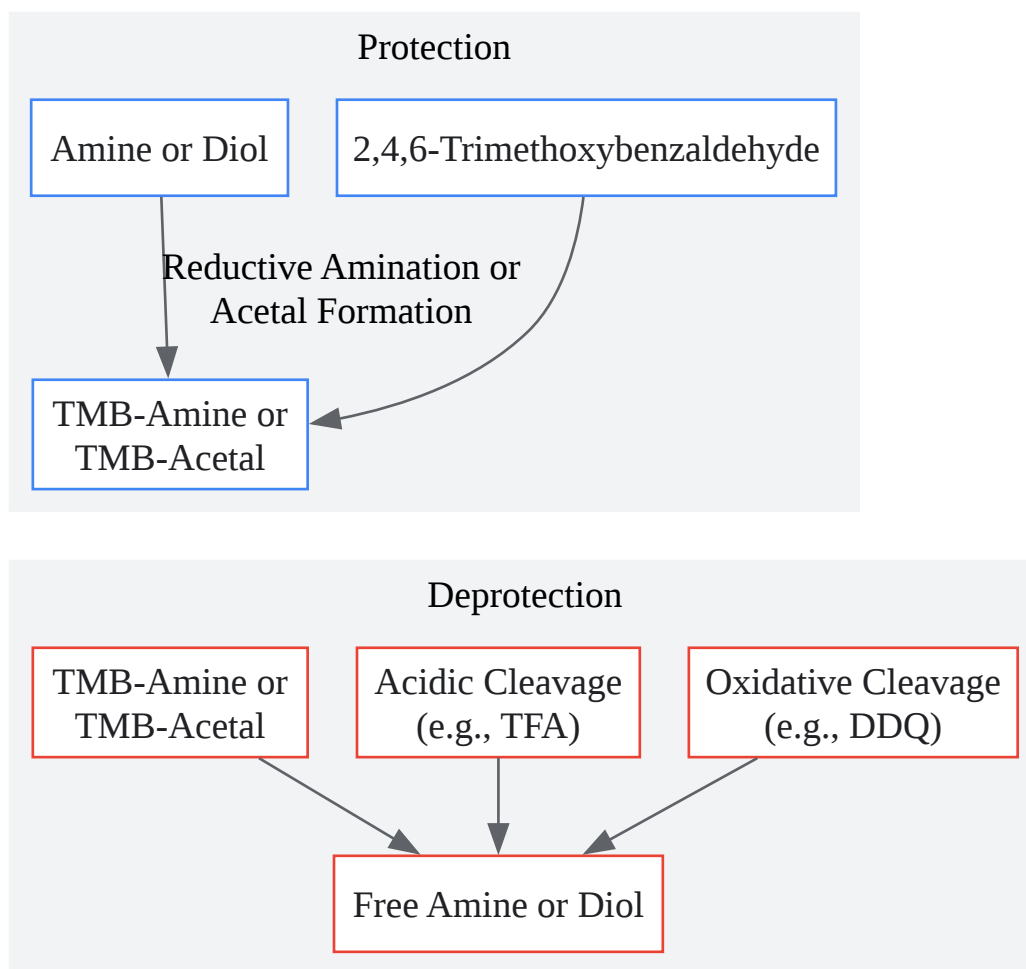 Protection
Amine or Diol
2,4,6-Trimethoxybenzaldehyde
Reductive Amination or
Acetal Formation
TMB-Amine or
TMB-Acetal
Deprotection
TMB-Amine or
TMB-Acetal
Acidic Cleavage
(e.g., TFA)
Oxidative Cleavage
(e.g., DDQ)
Free Amine or Diol